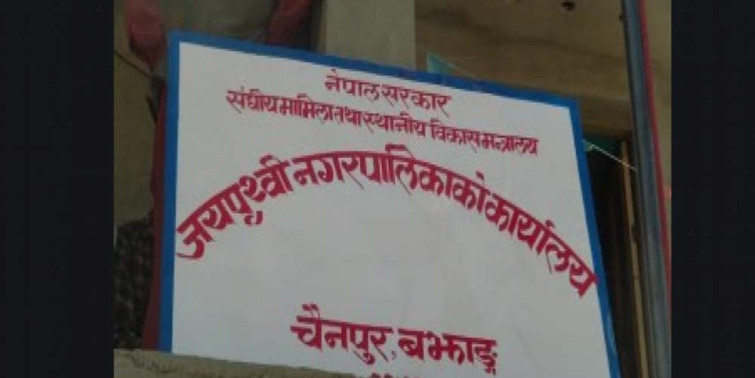 नेपाल सरकार
संघीय मामिला तथा स्थानीय विकास मन्त्रालय
जयपृथ्वी नगरपालिकाको कार्यालय
चैनपुर, बझाङ्ग